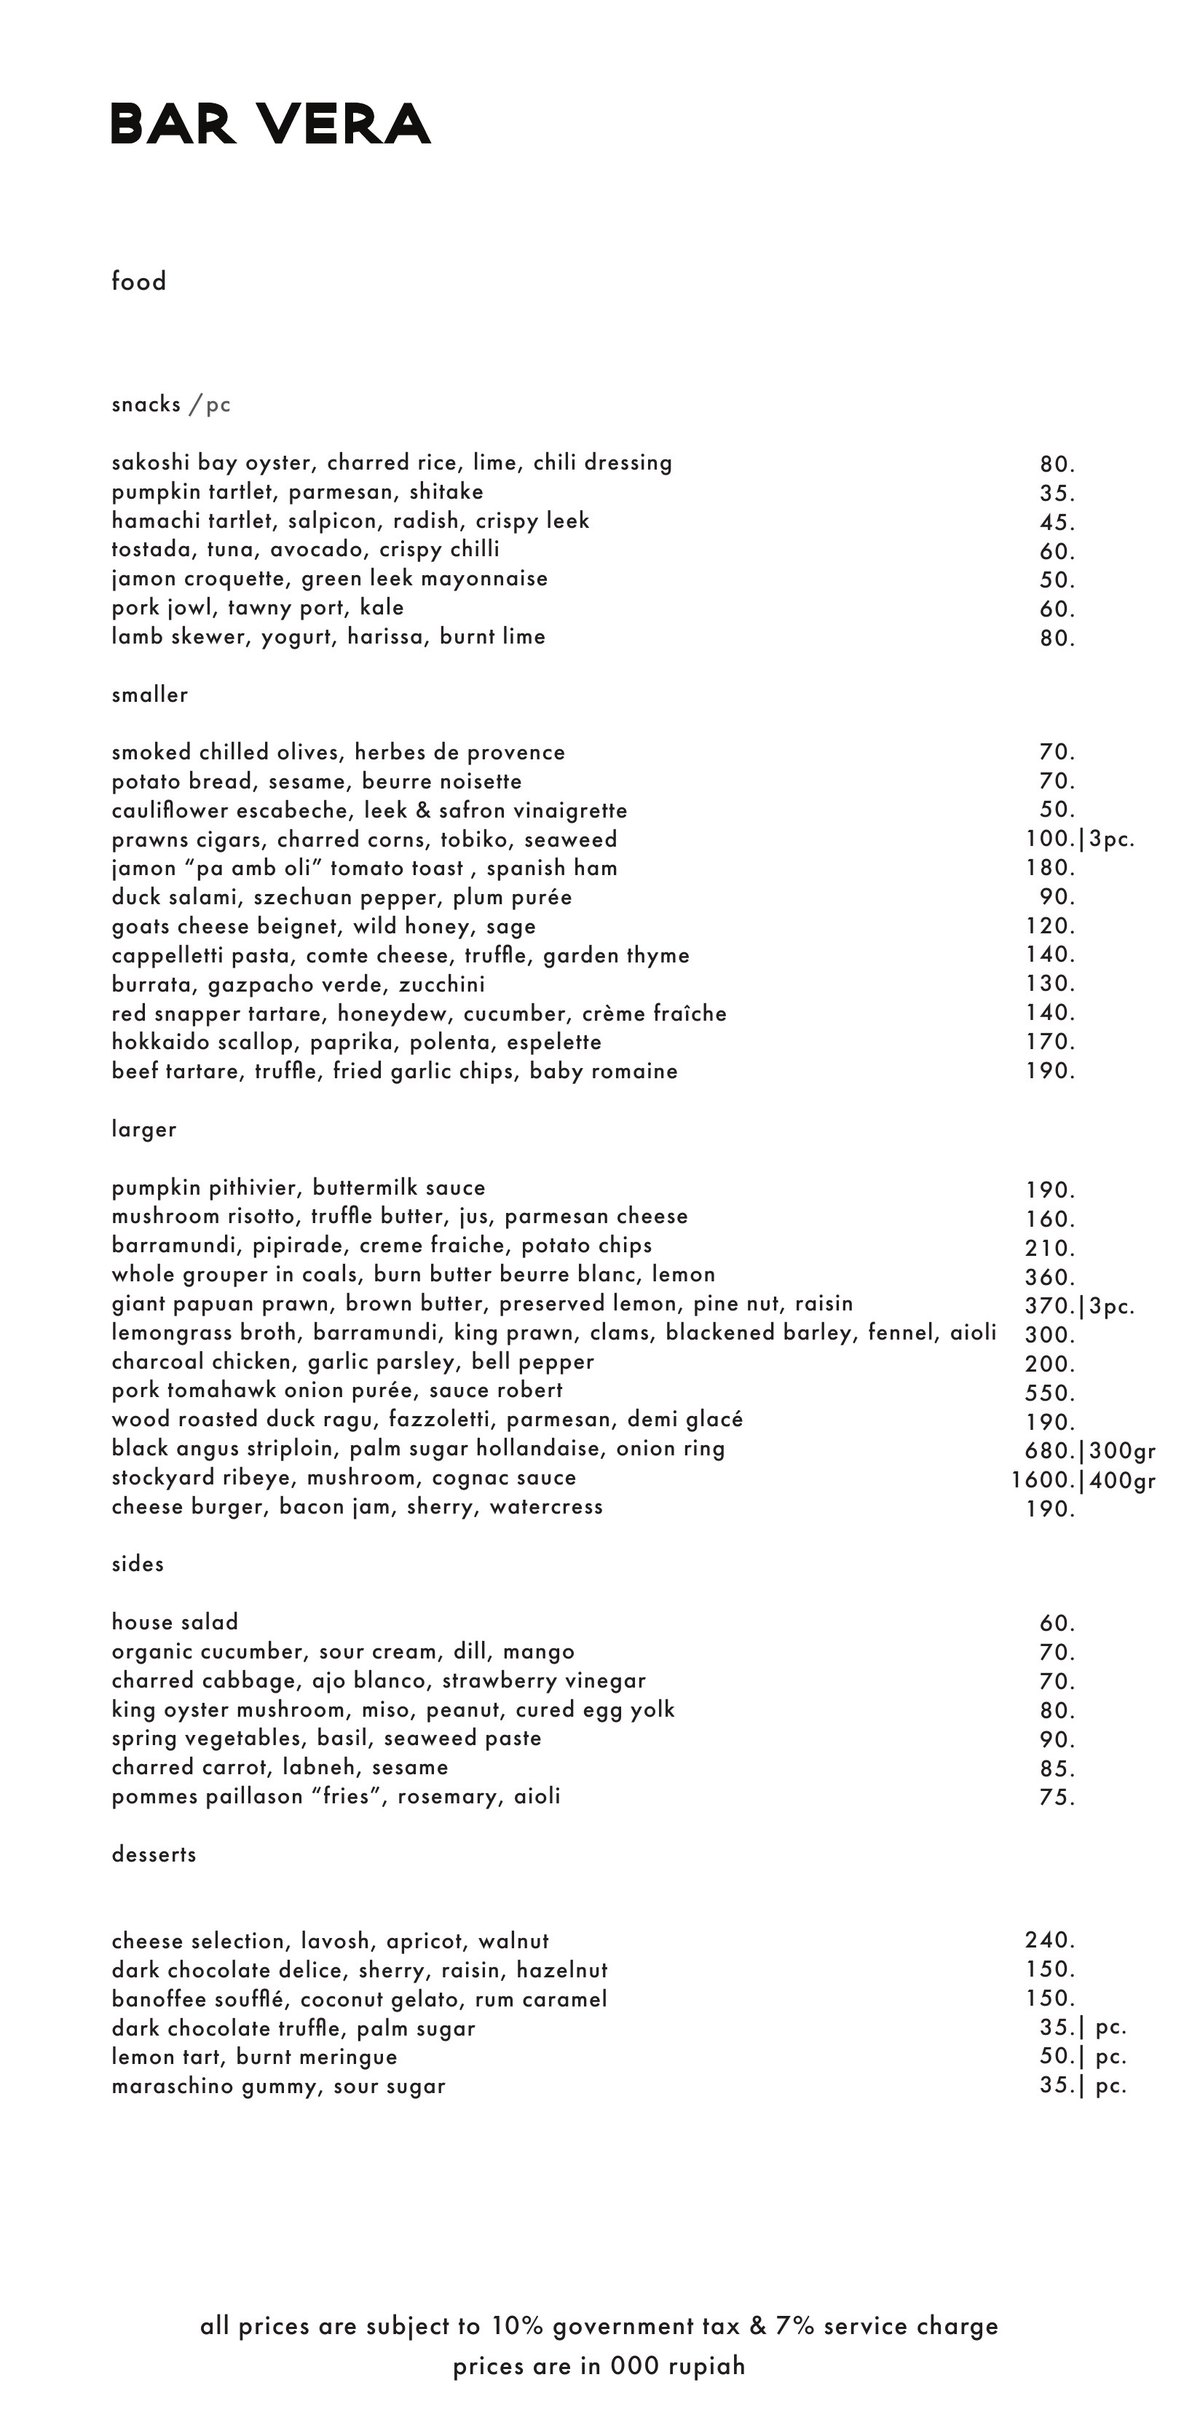 BAR VERA
food
snacks /pc
sakoshi bay oyster, charred rice, lime, chili dressing 80.
pumpkin tartlet, parmesan, shitake 35.
hamachi tartlet, salpicon, radish, crispy leek 45.
tostada, tuna, avocado, crispy chilli 60.
jamon croquette, green leek mayonnaise 50.
pork jowl, tawny port, kale 60.
lamb skewer, yogurt, harissa, burnt lime 80.
smaller
smoked chilled olives, herbes de provence 70.
potato bread, sesame, beurre noisette 70.
cauliflower escabeche, leek & safron vinaigrette 50.
prawns cigars, charred corns, tobiko, seaweed 100.|3pc.
jamon “pa amb oli” tomato toast , spanish ham 180.
duck salami, szechuan pepper, plum purée 90.
goats cheese beignet, wild honey, sage 120.
cappelletti pasta, comte cheese, truffle, garden thyme 140.
burrata, gazpacho verde, zucchini 130.
red snapper tartare, honeydew, cucumber, crème fraîche 140.
hokkaido scallop, paprika, polenta, espelette 170.
beef tartare, truffle, fried garlic chips, baby romaine 190.
larger
pumpkin pithivier, buttermilk sauce 190.
mushroom risotto, truffle butter, jus, parmesan cheese 160.
barramundi, pipirade, creme fraiche, potato chips 210.
whole grouper in coals, burn butter beurre blanc, lemon 360.
giant papuan prawn, brown butter, preserved lemon, pine nut, raisin 370.|3pc.
lemongrass broth, barramundi, king prawn, clams, blackened barley, fennel, aioli 300.
charcoal chicken, garlic parsley, bell pepper 200.
pork tomahawk onion purée, sauce robert 550.
wood roasted duck ragu, fazzoletti, parmesan, demi glacé 190.
black angus striploin, palm sugar hollandaise, onion ring 680.|300gr
stockyard ribeye, mushroom, cognac sauce 1600.|400gr
cheese burger, bacon jam, sherry, watercress 190.
sides
house salad 60.
organic cucumber, sour cream, dill, mango 70.
charred cabbage, ajo blanco, strawberry vinegar 70.
king oyster mushroom, miso, peanut, cured egg yolk 80.
spring vegetables, basil, seaweed paste 90.
charred carrot, labneh, sesame 85.
pommes paillason “fries”, rosemary, aioli 75.
desserts
cheese selection, lavosh, apricot, walnut 240.
dark chocolate delice, sherry, raisin, hazelnut 150.
banoffee soufflé, coconut gelato, rum caramel 150.
dark chocolate truffle, palm sugar 35.| pc.
lemon tart, burnt meringue 50.| pc.
maraschino gummy, sour sugar 35.| pc.
all prices are subject to 10% government tax & 7% service charge
prices are in 000 rupiah